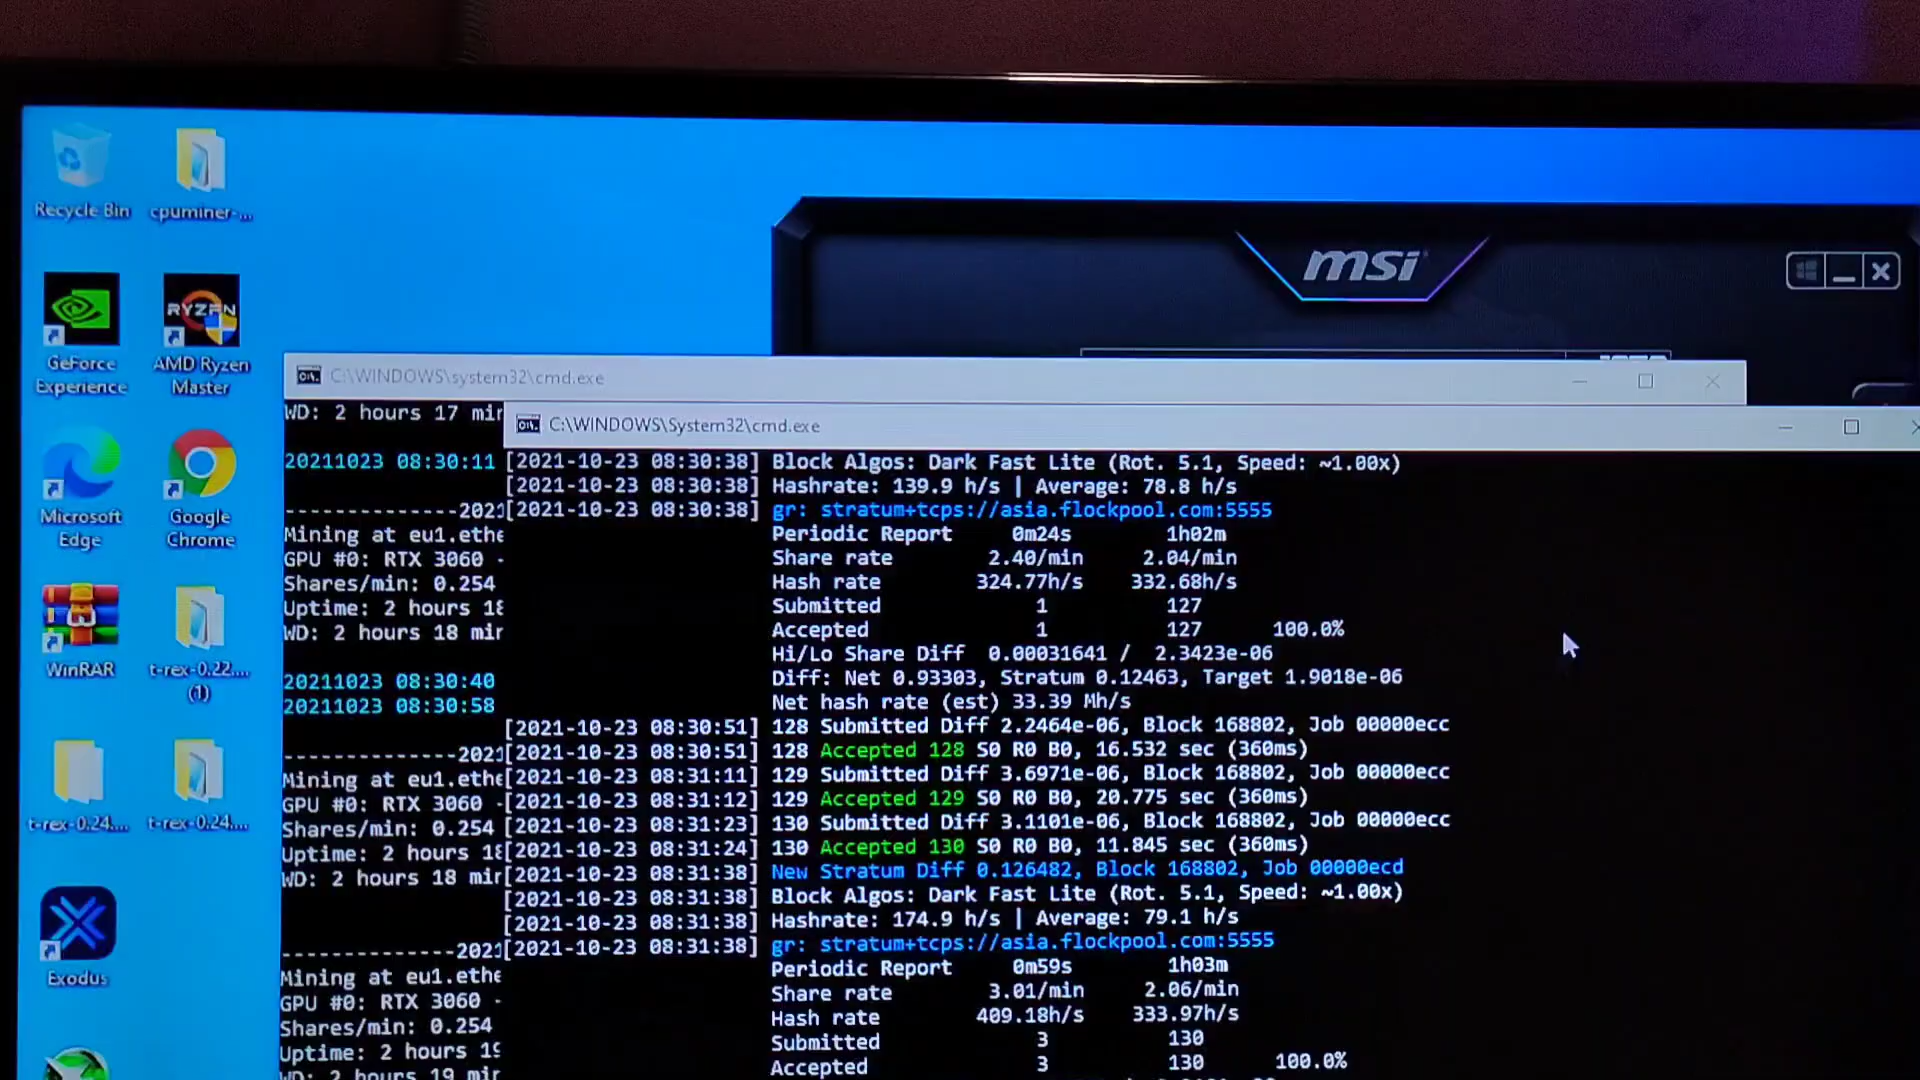 Recycle Bin
cpuminer-...
GeForce
Experience
RYZEN
AMD Ryzen
Master
Microsoft
Edge
Google
Chrome
WinRAR
t-rex-0.22....
(1)
t-rex-0.24....
t-rex-0.24....
Exodus
msi
C:\WINDOWS\system32\cmd.exe
WD: 2 hours 17 min
20211023 08:30:11
--------------2021
Mining at eu1.ethe
GPU #0: RTX 3060 -
Shares/min: 0.254
Uptime: 2 hours 18
WD: 2 hours 18 min
20211023 08:30:40
20211023 08:30:58
--------------2021
Mining at eu1.ethe
GPU #0: RTX 3060 -
Shares/min: 0.254
Uptime: 2 hours 18
WD: 2 hours 18 min
--------------2021
Mining at eu1.ethe
GPU #0: RTX 3060 -
Shares/min: 0.254
Uptime: 2 hours 19
WD: 2 hours 19 min
C:\WINDOWS\System32\cmd.exe
[2021-10-23 08:30:38] Block Algos: Dark Fast Lite (Rot. 5.1, Speed: ~1.00x)
[2021-10-23 08:30:38] Hashrate: 139.9 h/s | Average: 78.8 h/s
[2021-10-23 08:30:38] gr: stratum+tcps://asia.flockpool.com:5555
Periodic Report 0m24s 1h02m
Share rate 2.40/min 2.04/min
Hash rate 324.77h/s 332.68h/s
Submitted 1 127
Accepted 1 127 100.0%
Hi/Lo Share Diff 0.00031641 / 2.3423e-06
Diff: Net 0.93303, Stratum 0.12463, Target 1.9018e-06
Net hash rate (est) 33.39 Mh/s
[2021-10-23 08:30:51] 128 Submitted Diff 2.2464e-06, Block 168802, Job 00000ecc
[2021-10-23 08:30:51] 128 Accepted 128 S0 R0 B0, 16.532 sec (360ms)
[2021-10-23 08:31:11] 129 Submitted Diff 3.6971e-06, Block 168802, Job 00000ecc
[2021-10-23 08:31:12] 129 Accepted 129 S0 R0 B0, 20.775 sec (360ms)
[2021-10-23 08:31:23] 130 Submitted Diff 3.1101e-06, Block 168802, Job 00000ecc
[2021-10-23 08:31:24] 130 Accepted 130 S0 R0 B0, 11.845 sec (360ms)
[2021-10-23 08:31:38] New Stratum Diff 0.126482, Block 168802, Job 00000ecd
[2021-10-23 08:31:38] Block Algos: Dark Fast Lite (Rot. 5.1, Speed: ~1.00x)
[2021-10-23 08:31:38] Hashrate: 174.9 h/s | Average: 79.1 h/s
[2021-10-23 08:31:38] gr: stratum+tcps://asia.flockpool.com:5555
Periodic Report 0m59s 1h03m
Share rate 3.01/min 2.06/min
Hash rate 409.18h/s 333.97h/s
Submitted 3 130
Accepted 3 130 100.0%